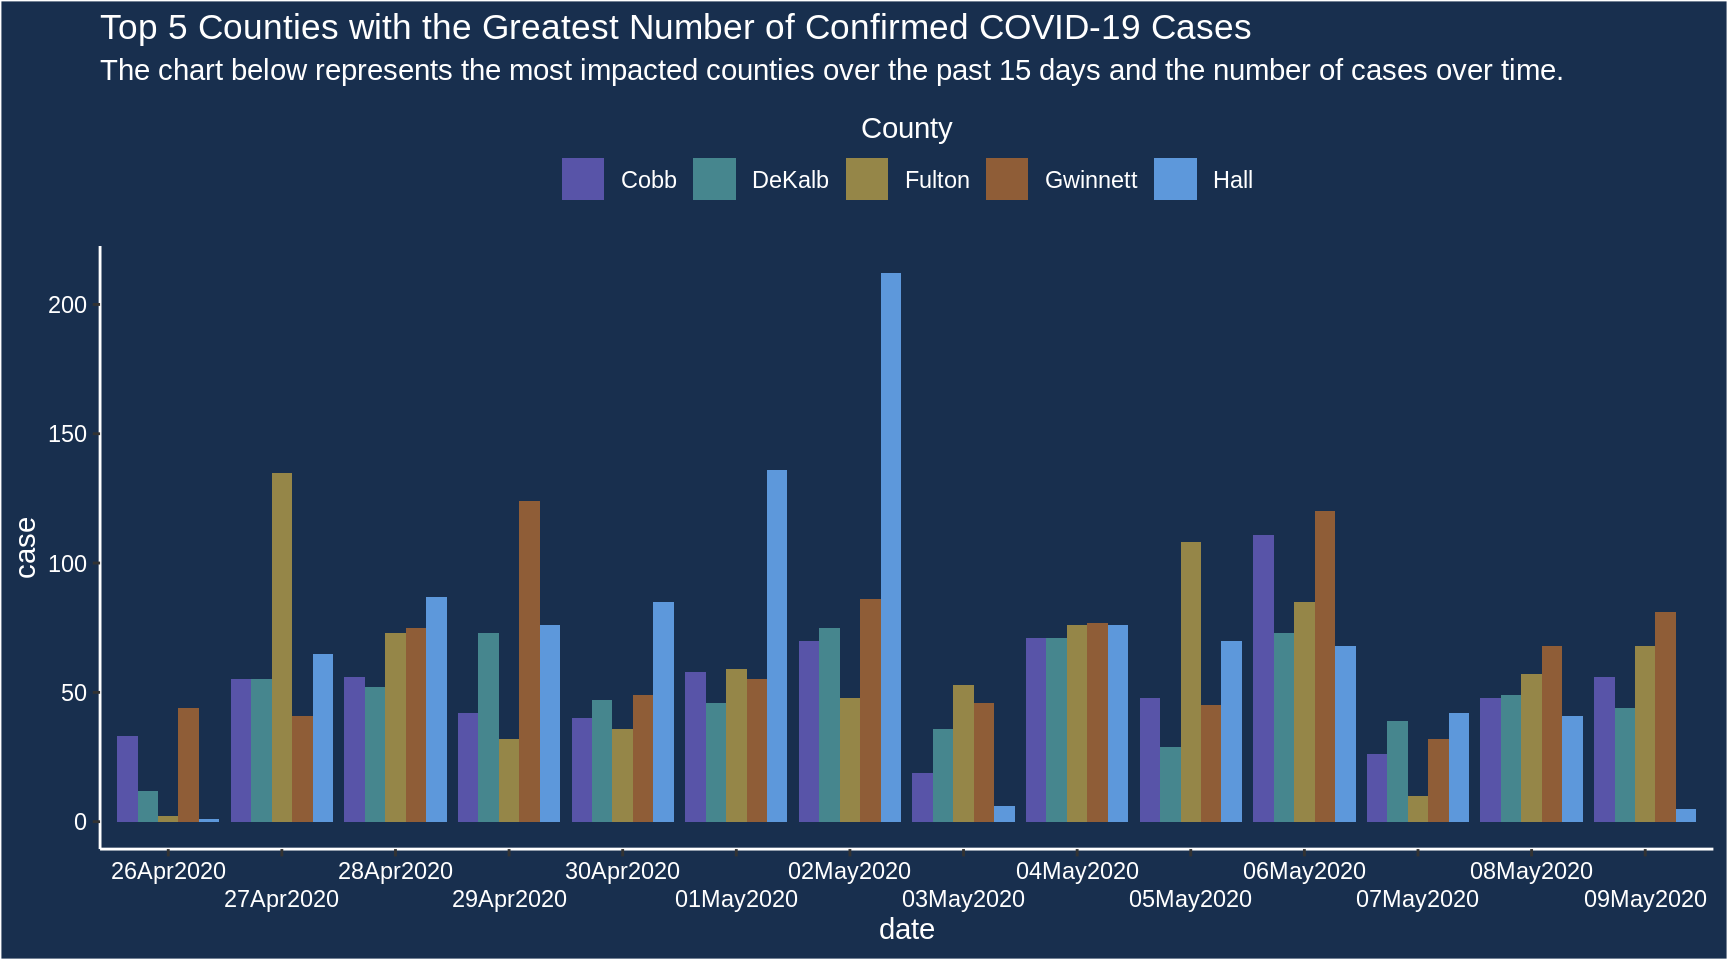 Top 5 Counties with the Greatest Number of Confirmed COVID-19 Cases
The chart below represents the most impacted counties over the past 15 days and the number of cases over time.
County
Cobb DeKalb Fulton Gwinnett Hall
200
150
100
50
0
case
26Apr2020 28Apr2020 30Apr2020 02May2020 04May2020 06May2020 08May2020
27Apr2020 29Apr2020 01May2020 03May2020 05May2020 07May2020 09May2020
date